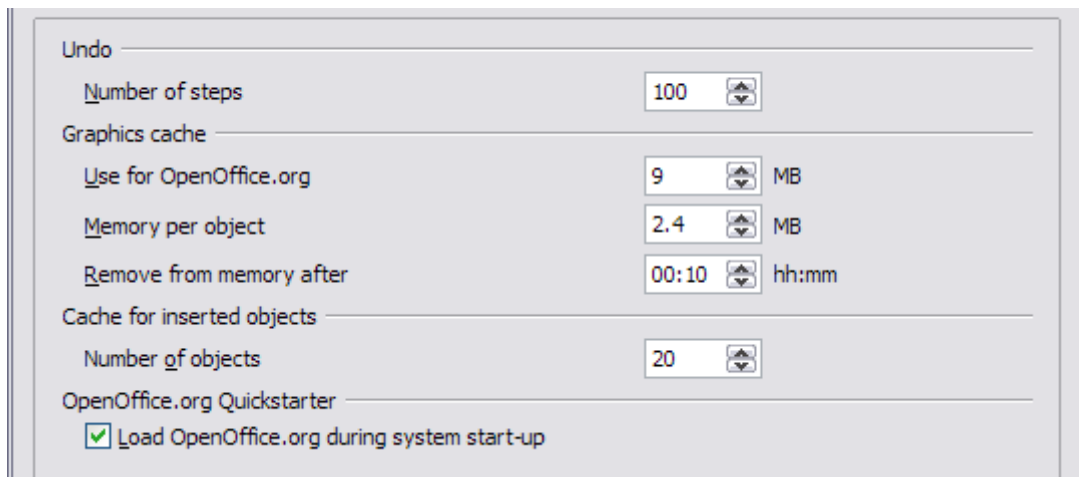 Undo
Number of steps 100
Graphics cache
Use for OpenOffice.org 9 MB
Memory per object 2.4 MB
Remove from memory after 00:10 hh:mm
Cache for inserted objects
Number of objects 20
OpenOffice.org Quickstarter
Load OpenOffice.org during system start-up